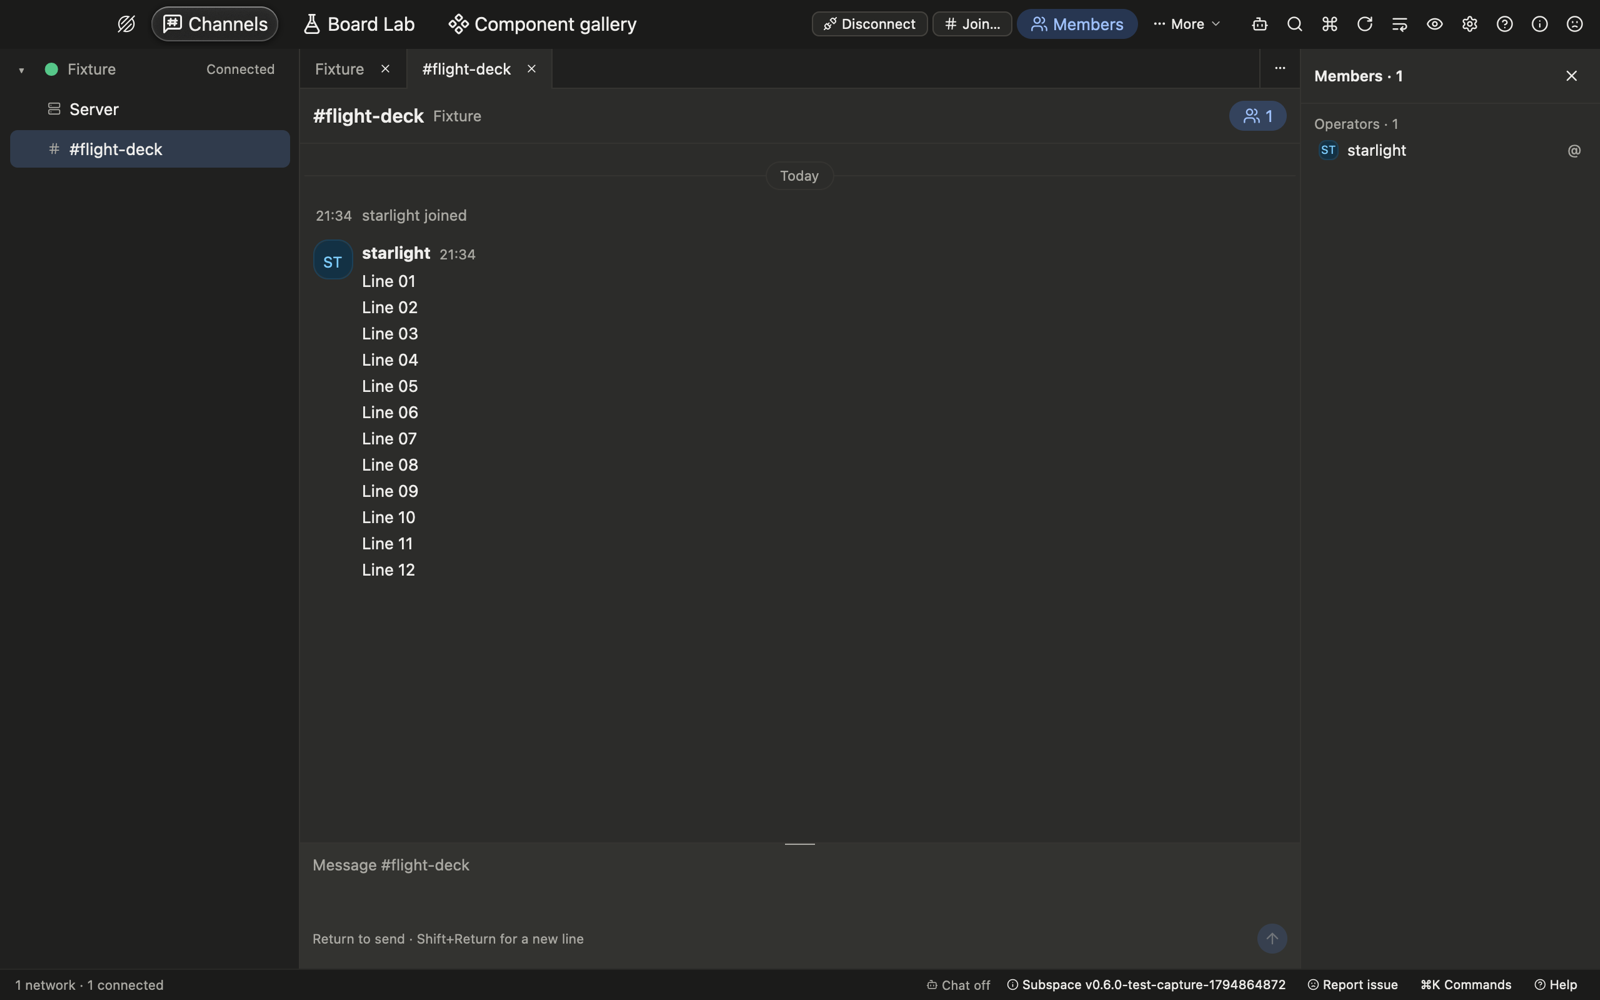 Channels
Board Lab
Component gallery
Disconnect
Join...
Members
More
Fixture
Connected
Server
# #flight-deck
Fixture
#flight-deck
#flight-deck Fixture
1
Today
21:34 starlight joined
ST
starlight 21:34
Line 01
Line 02
Line 03
Line 04
Line 05
Line 06
Line 07
Line 08
Line 09
Line 10
Line 11
Line 12
Message #flight-deck
Return to send · Shift+Return for a new line
Members · 1
Operators · 1
ST starlight @
1 network · 1 connected
Chat off
Subspace v0.6.0-test-capture-1794864872
Report issue
⌘K Commands
Help